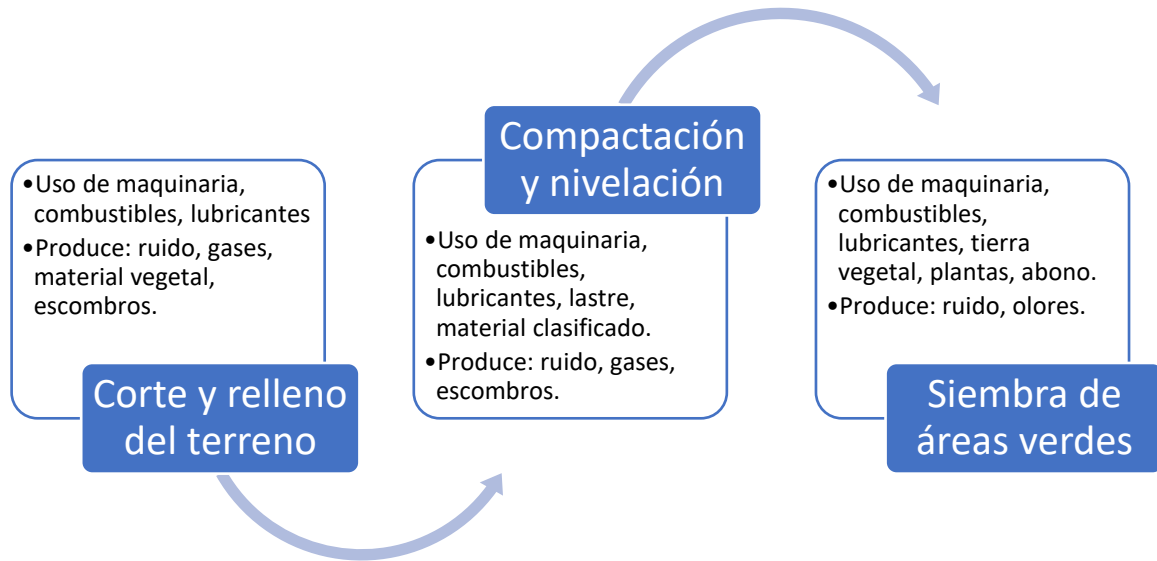 •Uso de maquinaria,
combustibles, lubricantes
•Produce: ruido, gases,
material vegetal,
escombros.
Corte y relleno
del terreno
Compactación
y nivelación
•Uso de maquinaria,
combustibles,
lubricantes, lastre,
material clasificado.
•Produce: ruido, gases,
escombros.
•Uso de maquinaria,
combustibles,
lubricantes, tierra
vegetal, plantas, abono.
•Produce: ruido, olores.
Siembra de
áreas verdes